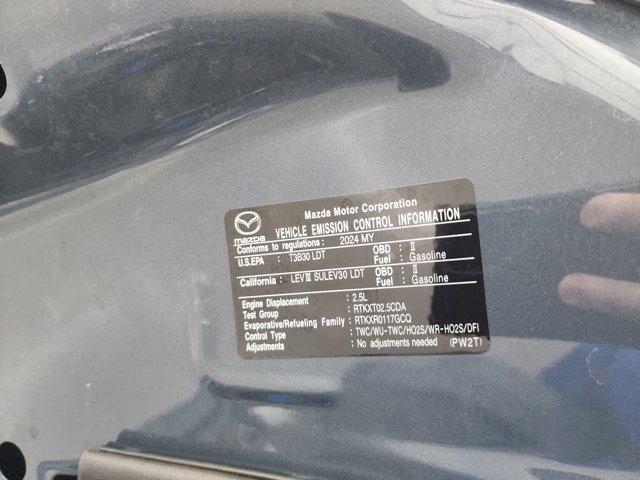 Mazda Motor Corporation
mazda VEHICLE EMISSION CONTROL INFORMATION
Conforms to regulations : 2024 MY
U.S.EPA : T3B30 LDT OBD : II
Fuel : Gasoline
California : LEVⅢ SULEV30 LDT OBD : II
Fuel : Gasoline
Engine Displacement : 2.5L
Test Group : RTKXT02.5CDA
Evaporative/Refueling Family : RTKXR0117GCQ
Control Type : TWC/WU-TWC/HO2S/WR-HO2S/DFI
Adjustments : No adjustments needed (PW2T)